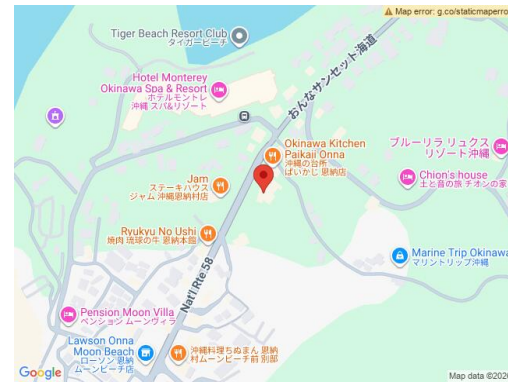 Map error: g.co/staticmaperro
Tiger Beach Resort Club
タイガービーチ
おんなサンセット海道
Hotel Monterey
Okinawa Spa & Resort
ホテルモントレ
沖縄 スパ&リゾート
Okinawa Kitchen
Paikaji Onna
沖縄の台所
ぱいかじ 恩納店
ブルーリラ リュクス
リゾート沖縄
Jam
ステーキハウス
ジャム 沖縄恩納村店
Chion's house
土と音の旅 チオンの家
Ryukyu No Ushi
焼肉 琉球の牛 恩納本館
Nat'l Rte 58
Marine Trip Okinawa
マリントリップ沖縄
Pension Moon Villa
ペンション ムーンヴィラ
Lawson Onna
Moon Beach
ローソン 恩納
ムーンビーチ店
沖縄料理ちぬまん 恩納
村ムーンビーチ前 別邸
Google
Map data ©2026